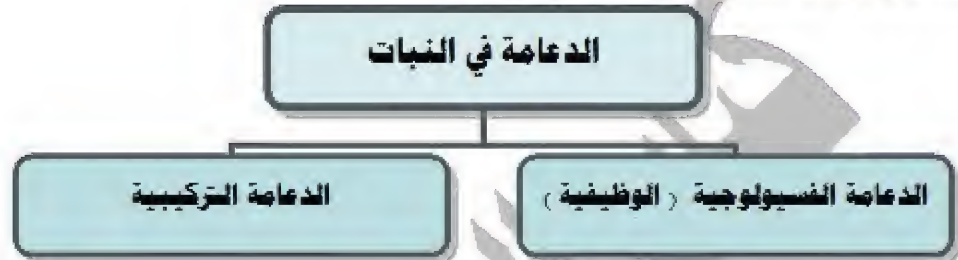 الدعامة في النبات
الدعامة الفسيولوجية ( الوظيفية )
الدعامة التركيبية